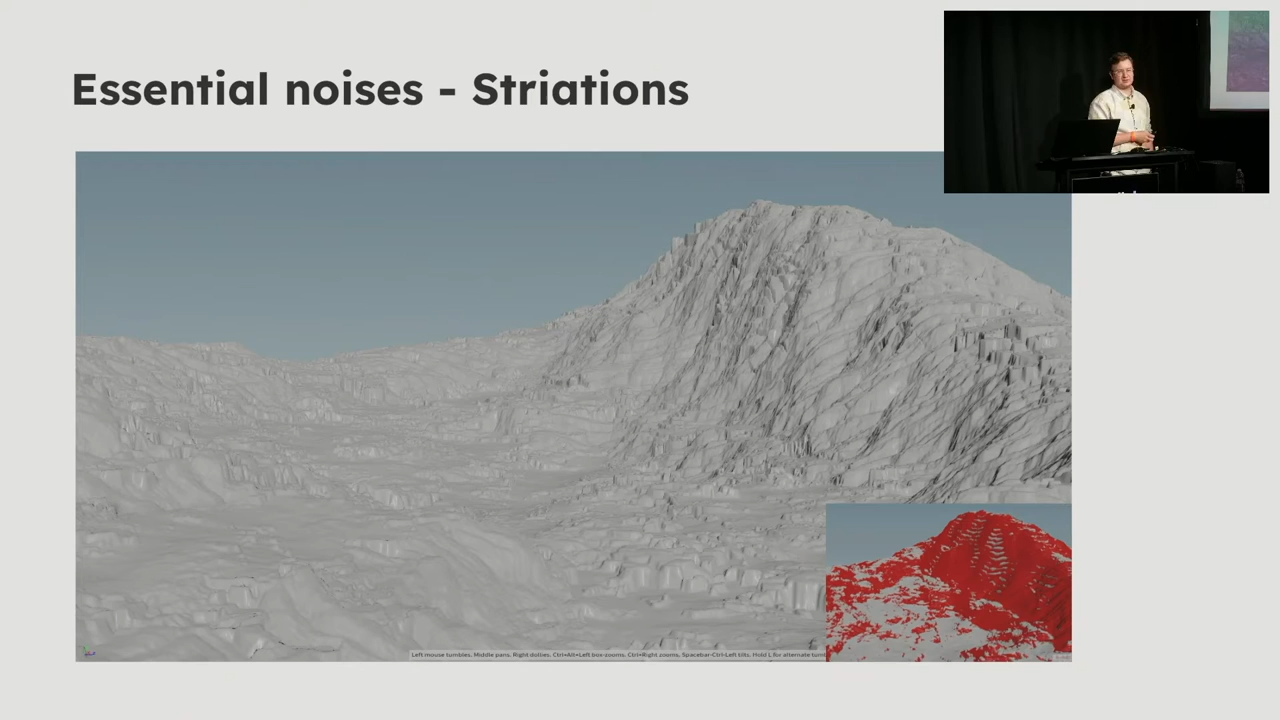 Essential noises - Striations
Left mouse tumbles. Middle pans. Right dollies. Ctrl+Alt+Left box-zooms. Ctrl+Right zooms. Spacebar-Ctrl-Left tilts. Hold L for alternate